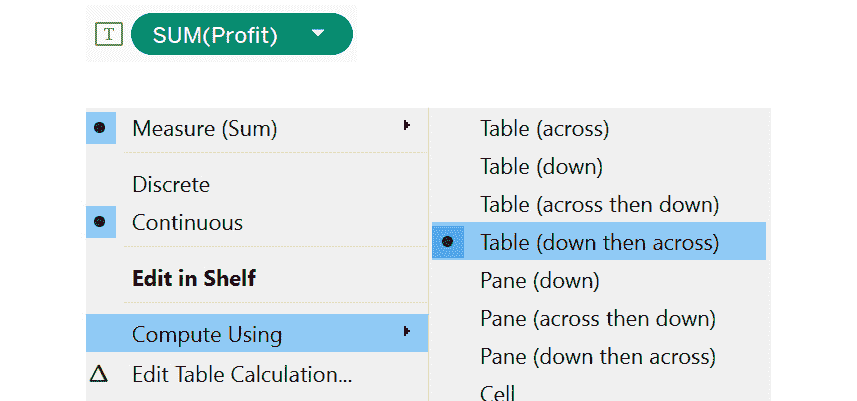 T SUM(Profit)
Measure (Sum)
Discrete
Continuous
Edit in Shelf
Compute Using
Edit Table Calculation...
Table (across)
Table (down)
Table (across then down)
Table (down then across)
Pane (down)
Pane (across then down)
Pane (down then across)
Cell